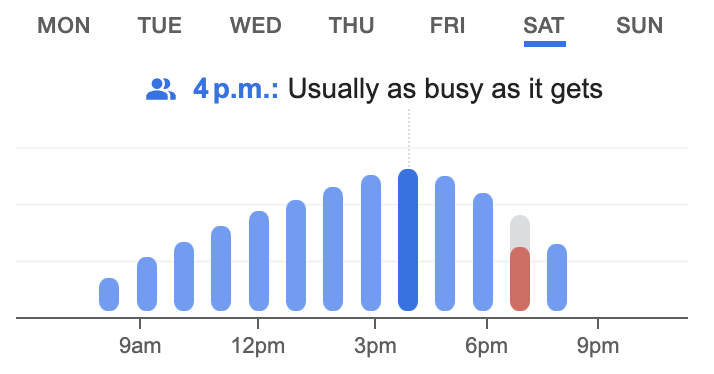 MON TUE WED THU FRI SAT SUN
4 p.m.: Usually as busy as it gets
9am 12pm 3pm 6pm 9pm